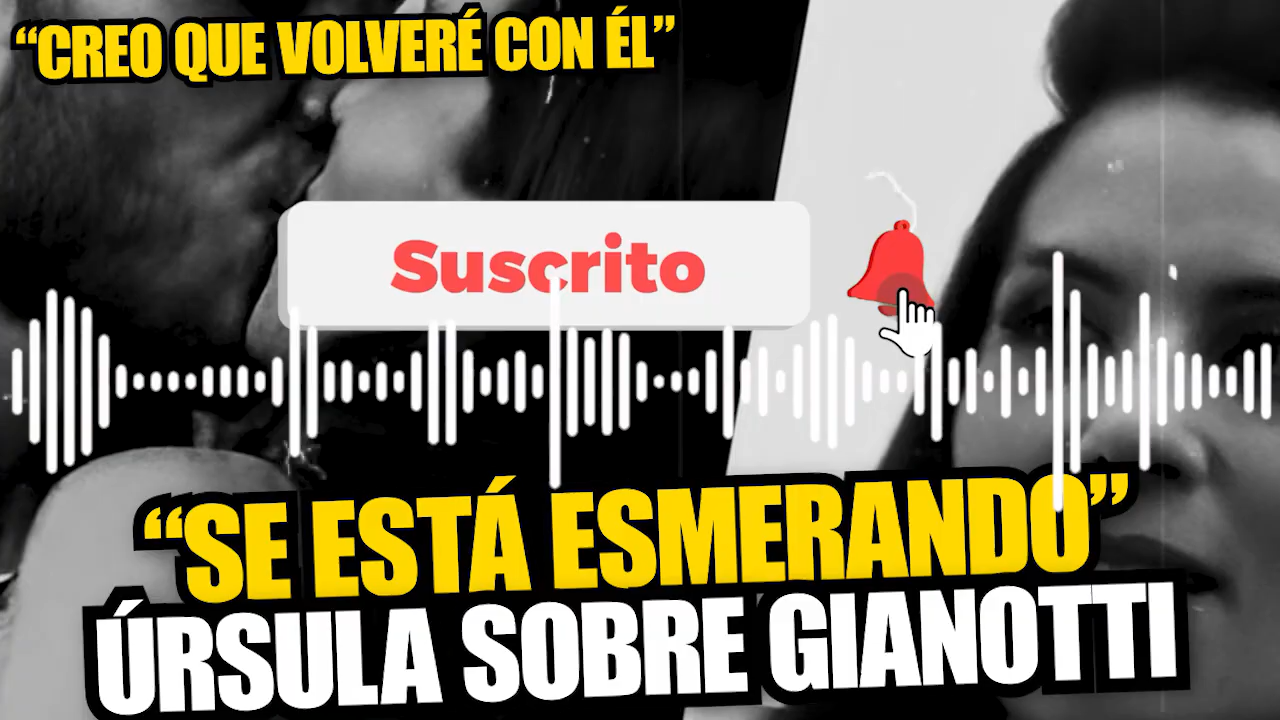 “CREO QUE VOLVERÉ CON ÉL”
Suscrito
“SE ESTÁ ESMERANDO”
ÚRSULA SOBRE GIANOTTI